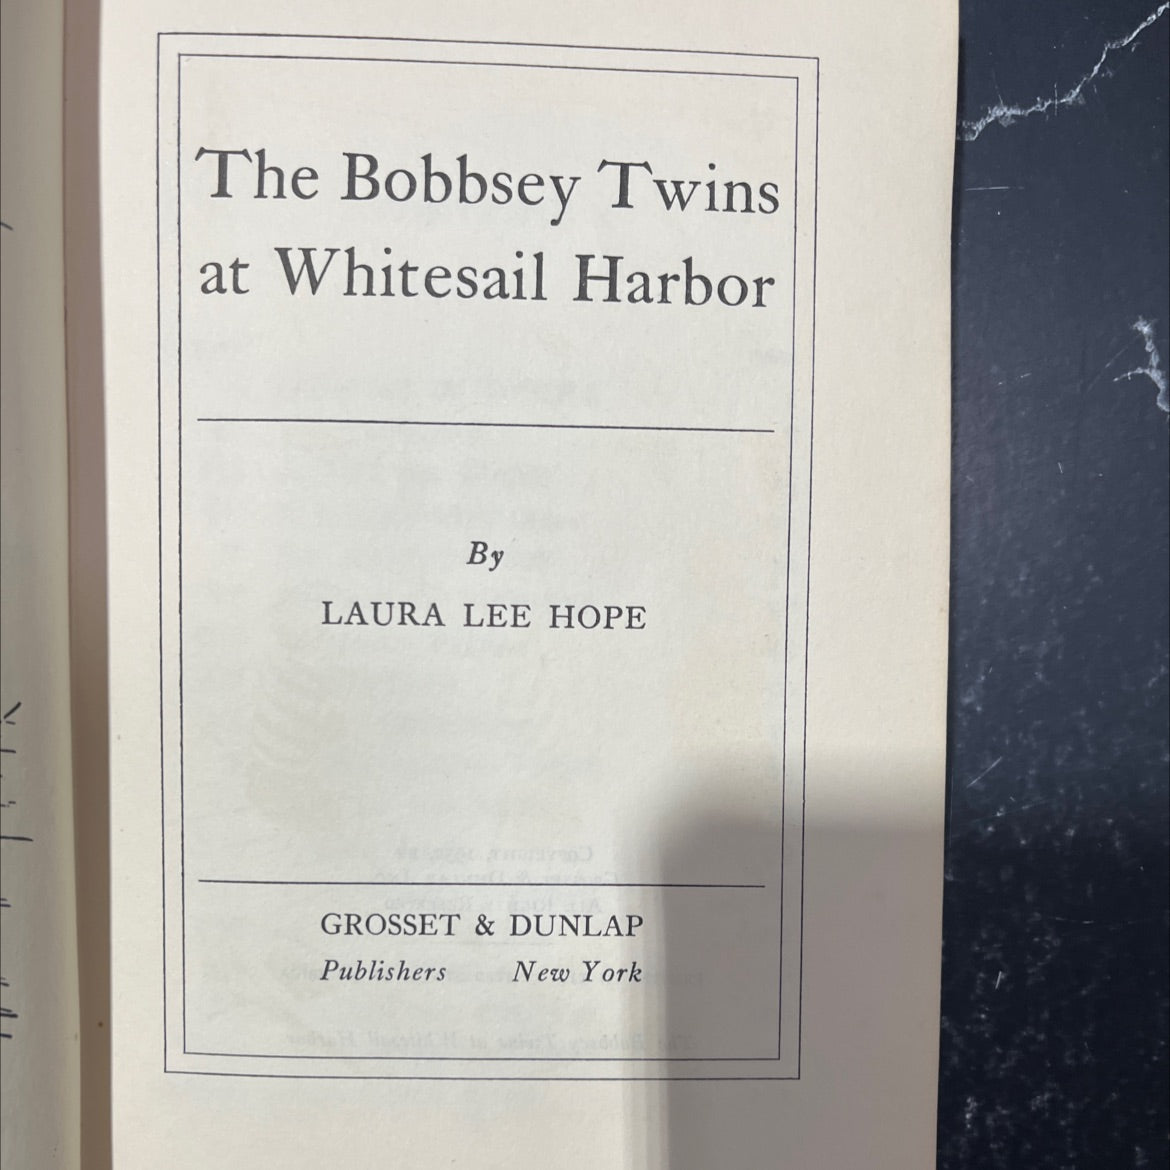 The Bobbsey Twins
at Whitesail Harbor
By
LAURA LEE HOPE
GROSSET & DUNLAP
Publishers New York